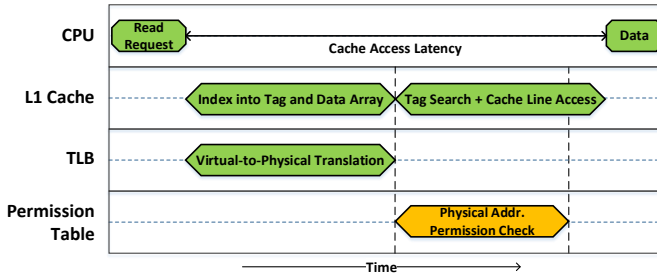 CPU
Read
Request
Cache Access Latency
Data
L1 Cache
Index into Tag and Data Array
Tag Search + Cache Line Access
TLB
Virtual-to-Physical Translation
Permission
Table
Physical Addr.
Permission Check
Time